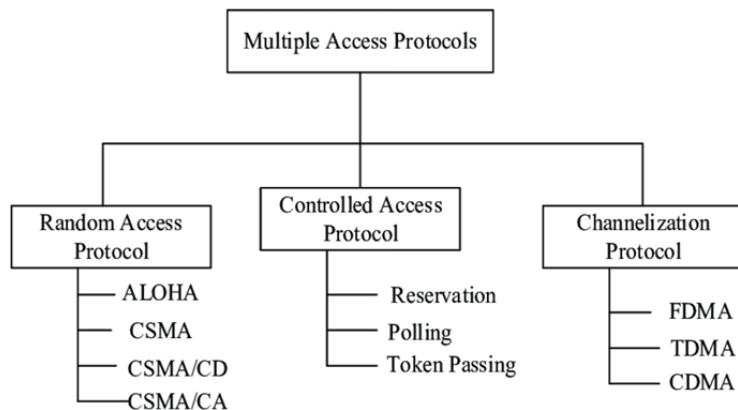 Multiple Access Protocols
Random Access
Protocol
ALOHA
CSMA
CSMA/CD
CSMA/CA
Controlled Access
Protocol
Reservation
Polling
Token Passing
Channelization
Protocol
FDMA
TDMA
CDMA